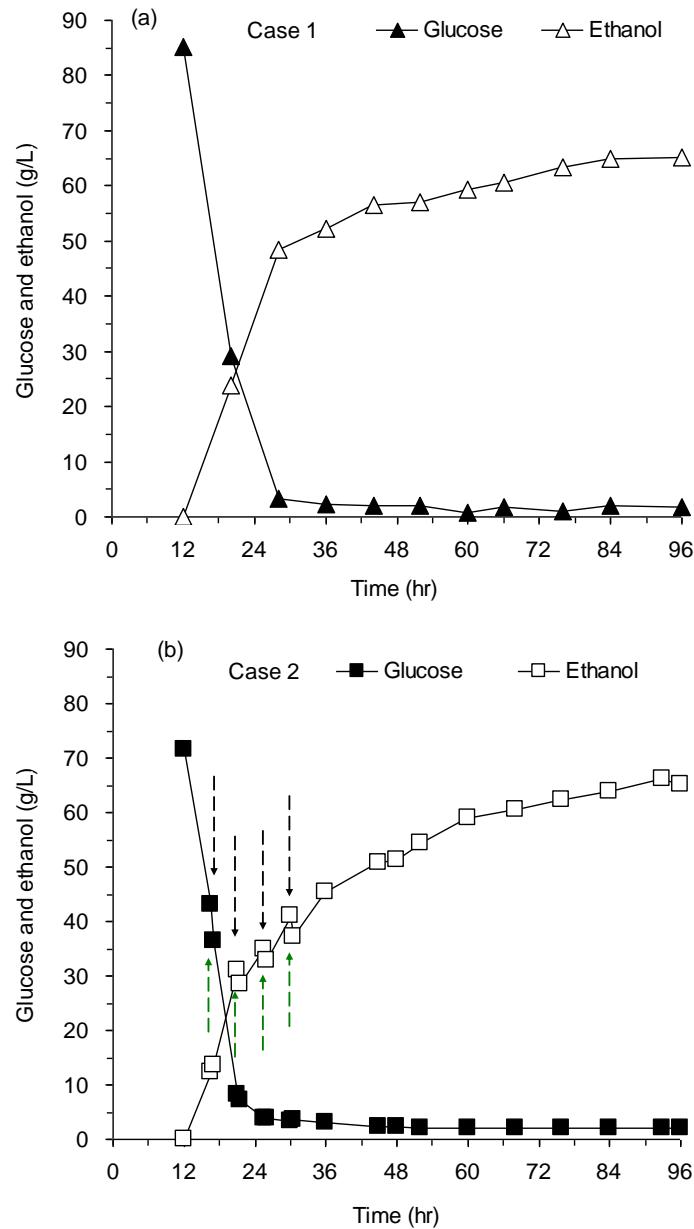 (a)
Case 1 Glucose Ethanol
90
80
70
60
50
40
30
20
10
0
Glucose and ethanol (g/L)
0 12 24 36 48 60 72 84 96
Time (hr)
(b)
Case 2 Glucose Ethanol
90
80
70
60
50
40
30
20
10
0
Glucose and ethanol (g/L)
0 12 24 36 48 60 72 84 96
Time (hr)